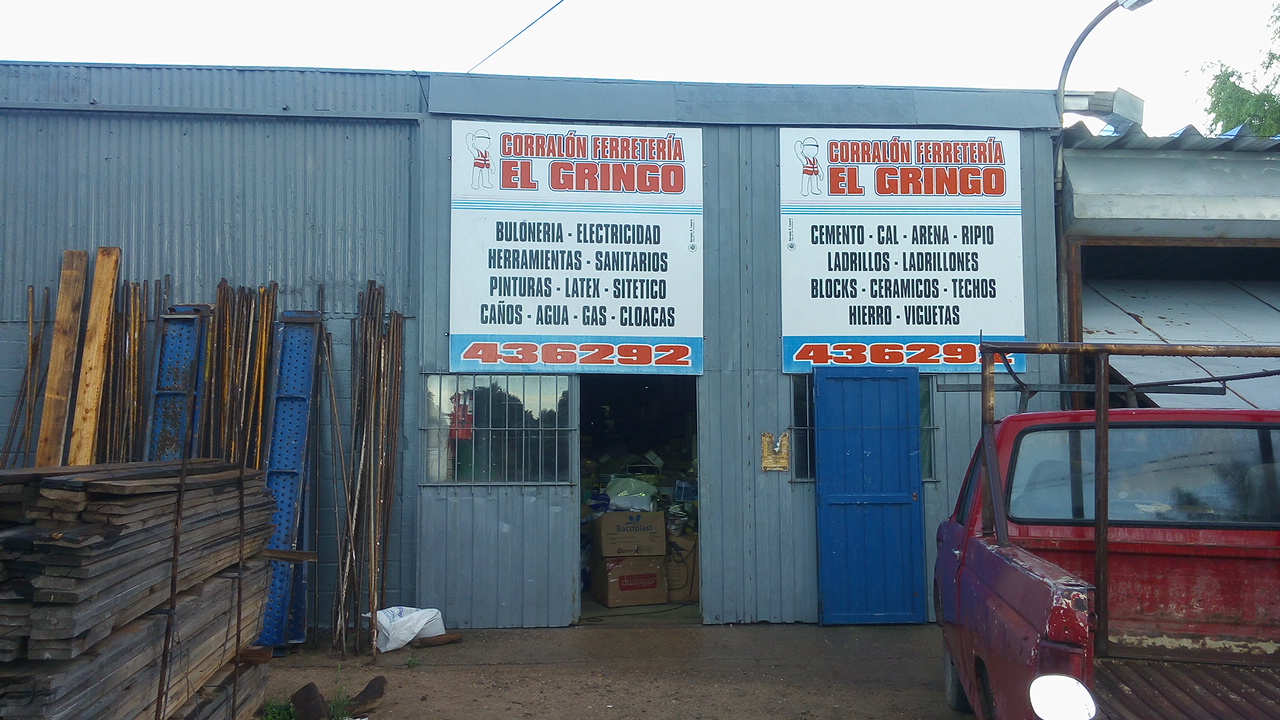 CORRALÓN FERRETERÍA
EL GRINGO
BULONERIA - ELECTRICIDAD
HERRAMIENTAS - SANITARIOS
PINTURAS - LATEX - SITETICO
CAÑOS - AGUA - GAS - CLOACAS
436292
CORRALÓN FERRETERÍA
EL GRINGO
CEMENTO - CAL - ARENA - RIPIO
LADRILLOS - LADRILLONES
BLOCKS - CERAMICOS - TECHOS
HIERRO - VIGUETAS
436292
Bacoplast